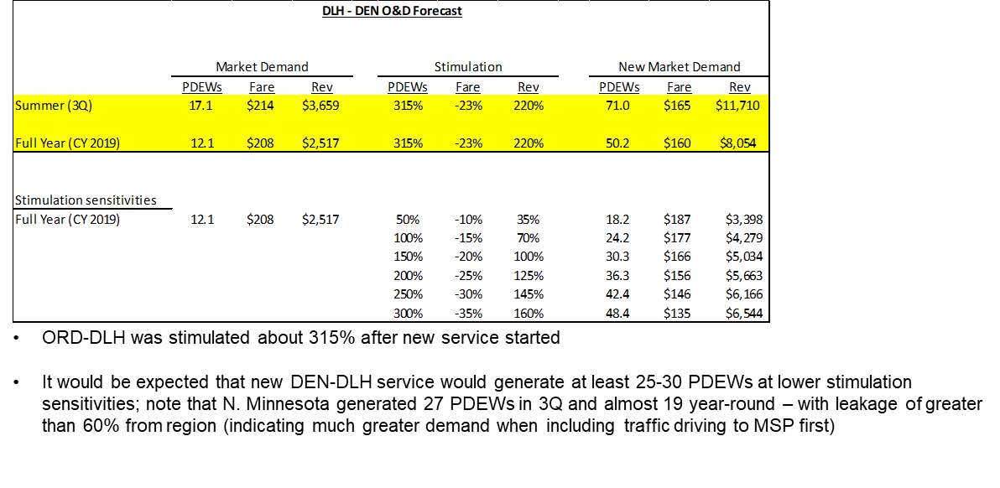 DLH - DEN O&D Forecast
Market Demand Stimulation New Market Demand
PDEWs Fare Rev PDEWs Fare Rev PDEWs Fare Rev
Summer (3Q) 17.1 $214 $3,659 315% -23% 220% 71.0 $165 $11,710
Full Year (CY 2019) 12.1 $208 $2,517 315% -23% 220% 50.2 $160 $8,054
Stimulation sensitivities
Full Year (CY 2019) 12.1 $208 $2,517 50% -10% 35% 18.2 $187 $3,398
100% -15% 70% 24.2 $177 $4,279
150% -20% 100% 30.3 $166 $5,034
200% -25% 125% 36.3 $156 $5,663
250% -30% 145% 42.4 $146 $6,166
300% -35% 160% 48.4 $135 $6,544
• ORD-DLH was stimulated about 315% after new service started
• It would be expected that new DEN-DLH service would generate at least 25-30 PDEWs at lower stimulation
sensitivities; note that N. Minnesota generated 27 PDEWs in 3Q and almost 19 year-round – with leakage of greater
than 60% from region (indicating much greater demand when including traffic driving to MSP first)